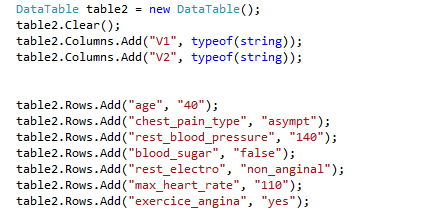 DataTable table2 = new DataTable();
table2.Clear();
table2.Columns.Add("V1", typeof(string));
table2.Columns.Add("V2", typeof(string));
table2.Rows.Add("age", "40");
table2.Rows.Add("chest_pain_type", "asympt");
table2.Rows.Add("rest_blood_pressure", "140");
table2.Rows.Add("blood_sugar", "false");
table2.Rows.Add("rest_electro", "non_anginal");
table2.Rows.Add("max_heart_rate", "110");
table2.Rows.Add("exercice_angina", "yes");